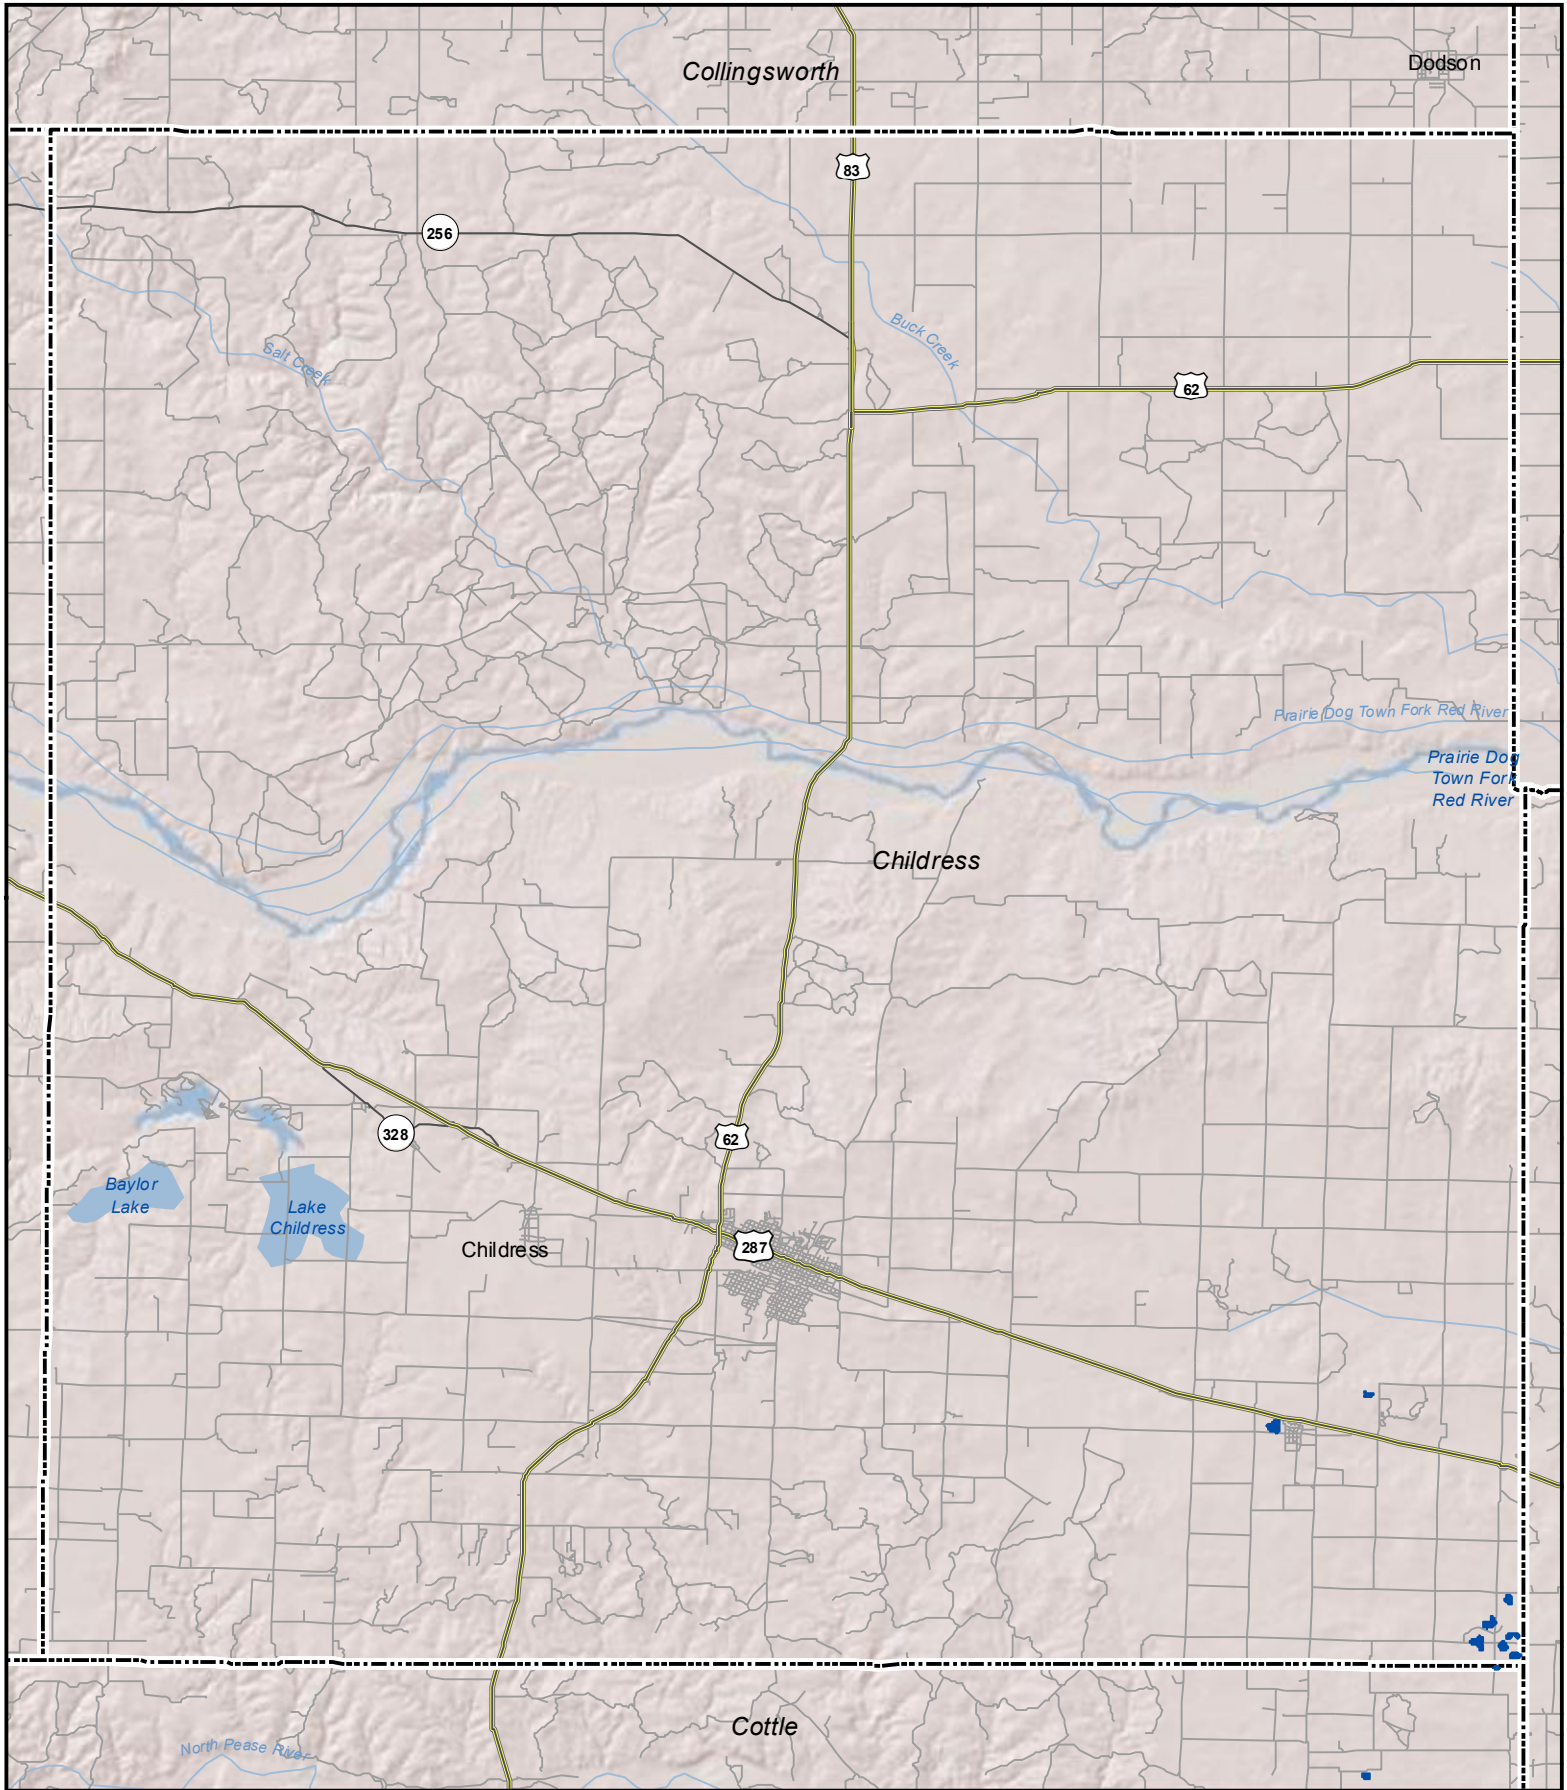 Collingsworth
Dodson
83
256
Buck Creek
Salt Creek
62
Prairie Dog Town Fork Red River
Prairie Dog
Town Fork
Red River
Childress
328
62
Baylor
Lake
Lake
Childress
287
Childress
Cottle
North Pease River